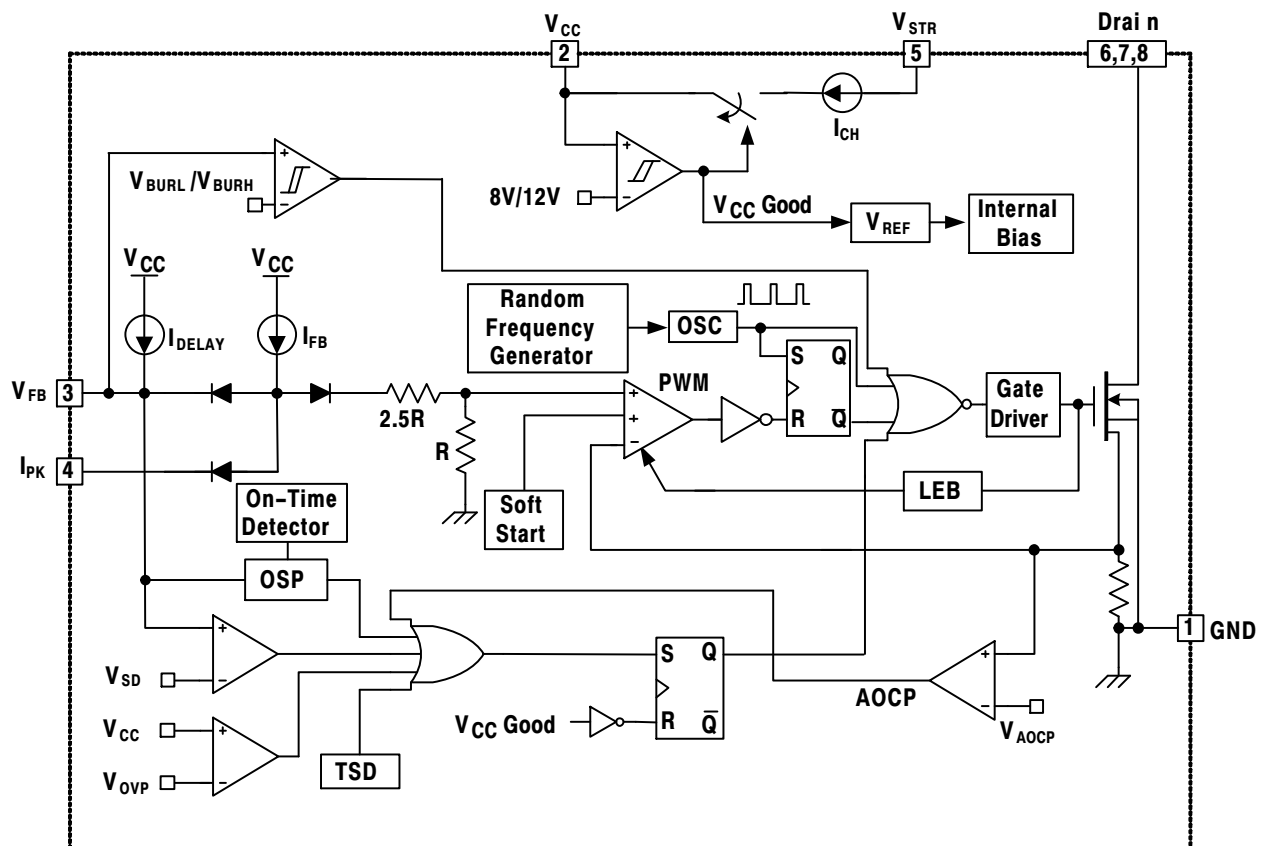 VCC
VSTR
Drai n
2
5
6,7,8
ICH
+
−
8V/12V
VCC Good
VREF
Internal
Bias
VBURL /VBURH
+
−
VCC
VCC
IDELAY
IFB
Random
Frequency
Generator
OSC
S
Q
R
Q̅
PWM
+
+
−
Gate
Driver
VFB
3
2.5R
R
IPK
4
LEB
Soft
Start
On−Time
Detector
OSP
+
−
VSD
S
Q
R
Q̅
VCC Good
AOCP
+
−
VAOCP
1
GND
VCC
+
−
VOVP
TSD